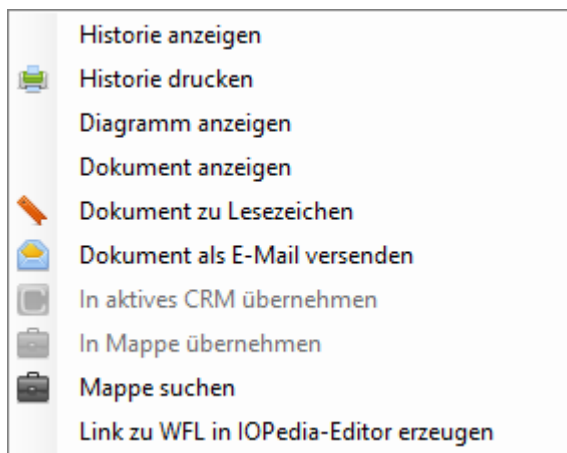 Historie anzeigen
Historie drucken
Diagramm anzeigen
Dokument anzeigen
Dokument zu Lesezeichen
Dokument als E-Mail versenden
In aktives CRM übernehmen
In Mappe übernehmen
Mappe suchen
Link zu WFL in IOPedia-Editor erzeugen